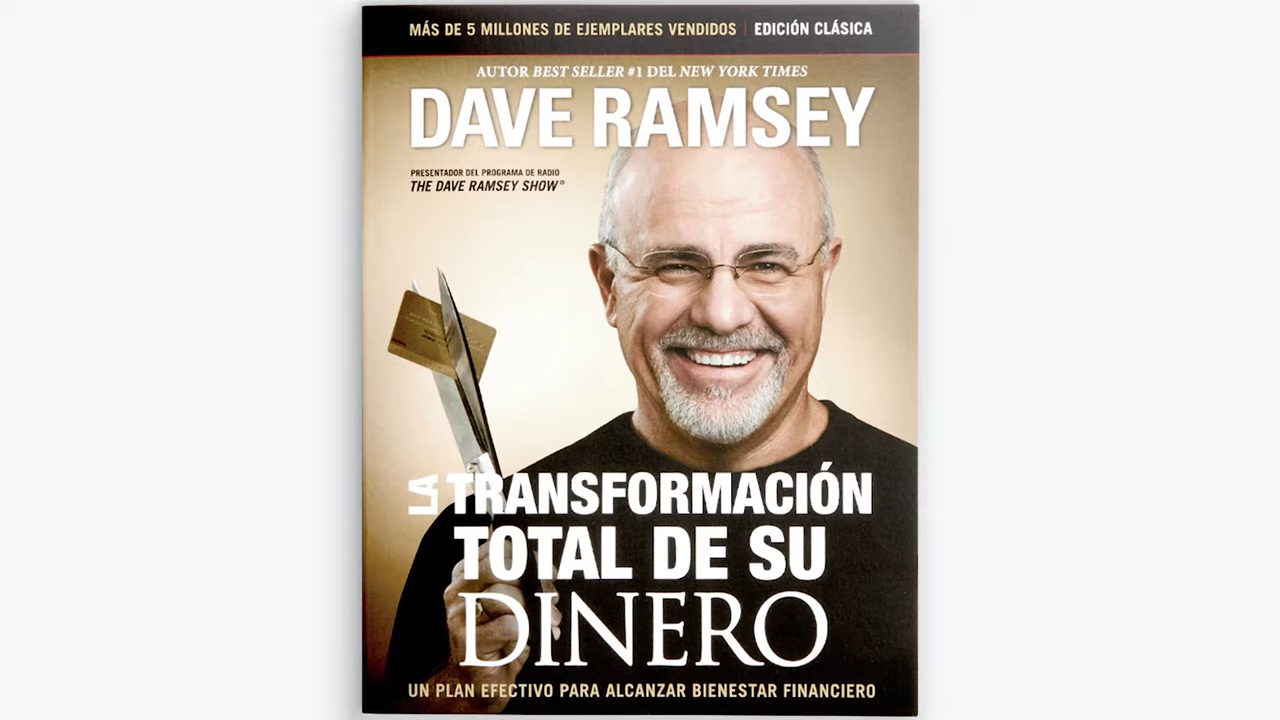 MÁS DE 5 MILLONES DE EJEMPLARES VENDIDOS | EDICIÓN CLÁSICA
AUTOR BEST SELLER #1 DEL NEW YORK TIMES
DAVE RAMSEY
PRESENTADOR DEL PROGRAMA DE RADIO
THE DAVE RAMSEY SHOW®
LA TRANSFORMACIÓN
TOTAL DE SU
DINERO
UN PLAN EFECTIVO PARA ALCANZAR BIENESTAR FINANCIERO